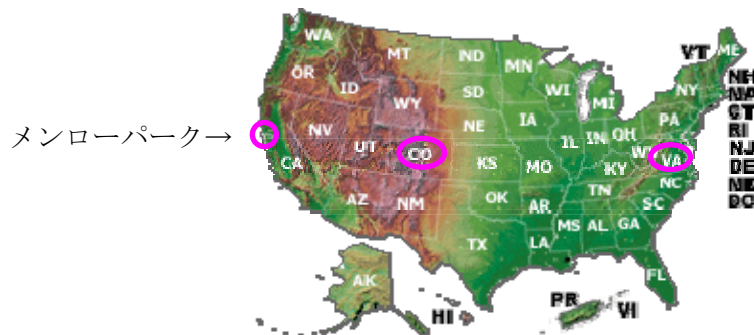 WA
MT
ND
MN
VT
ME
OR
ID
SD
WI
MI
NY
NH
MA
WY
CT
メンローパーク→
NV
UT
CO
NE
IA
IL
IN
OH
PA
RI
NJ
CA
KS
MO
KY
VA
DE
AZ
NM
OK
AR
TN
NC
SC
DC
TX
LA
MS
AL
GA
AK
HI
FL
PR
VI